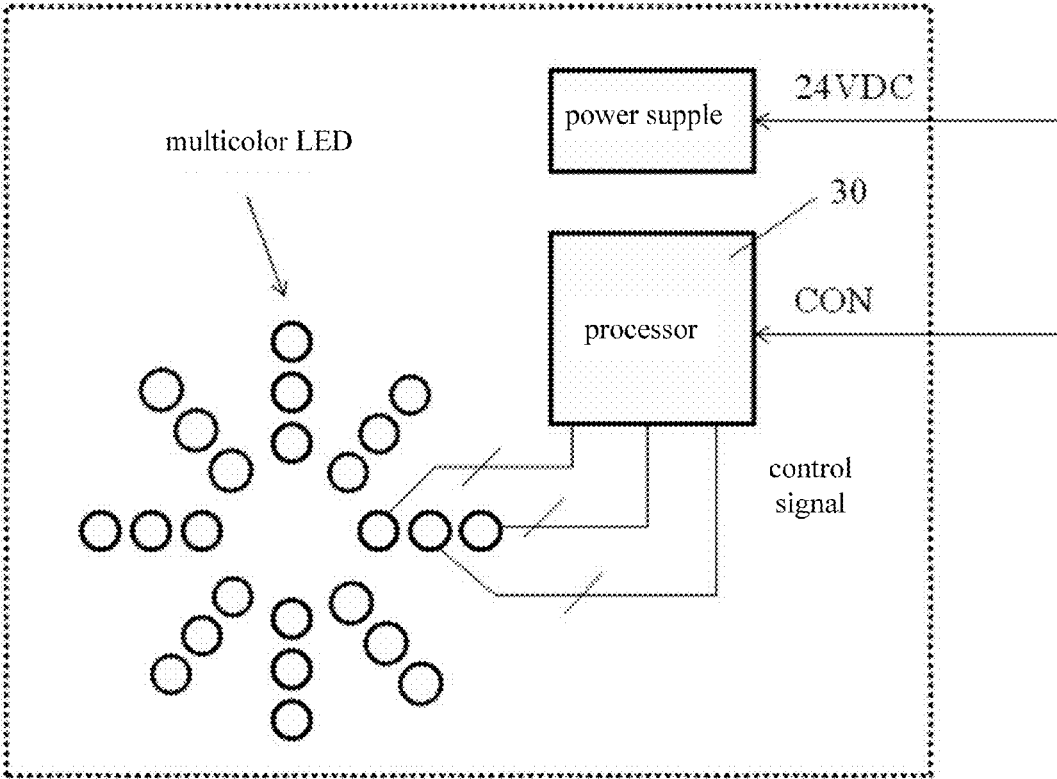 24VDC
power supple
multicolor LED
30
CON
processor
control
signal